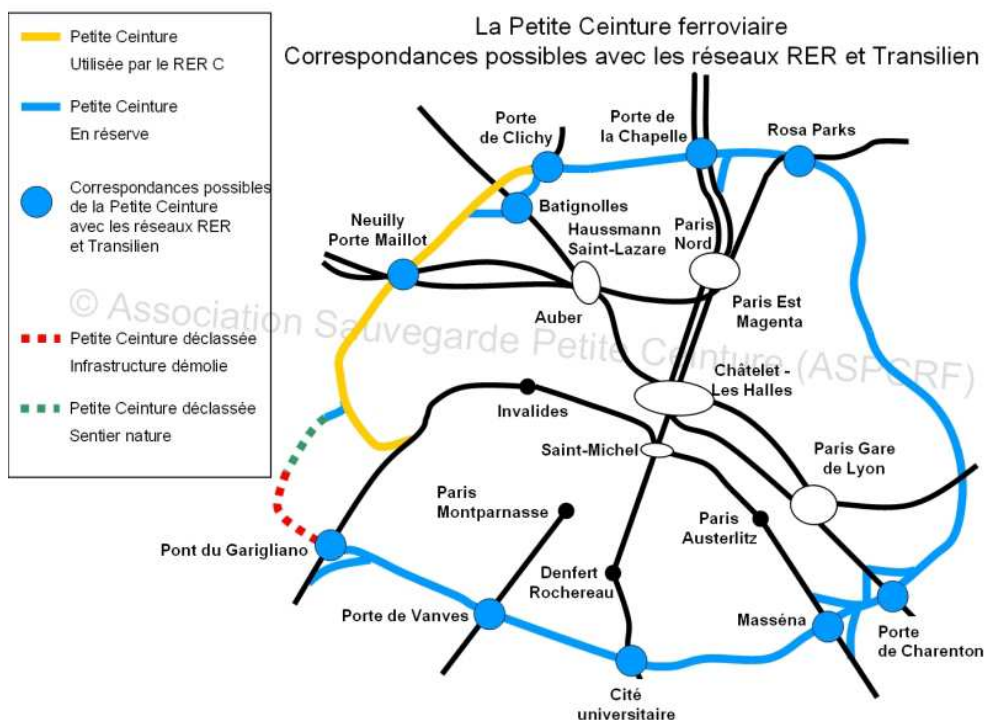 La Petite Ceinture ferroviaire
Correspondances possibles avec les réseaux RER et Transilien
Petite Ceinture
Utilisée par le RER C
Petite Ceinture
En réserve
Correspondances possibles
de la Petite Ceinture
avec les réseaux RER
et Transilien
Petite Ceinture déclassée
Infrastructure démolie
Petite Ceinture déclassée
Sentier nature
Porte
de Clichy
Porte de
la Chapelle
Rosa Parks
Batignolles
Neuilly
Porte Maillot
Haussmann
Saint-Lazare
Paris
Nord
Auber
Paris Est
Magenta
© Association Sauvegarde Petite Ceinture (ASPCRF)
Châtelet -
Les Halles
Invalides
Saint-Michel
Paris Gare
de Lyon
Paris
Montparnasse
Paris
Austerlitz
Pont du Garigliano
Denfert
Rochereau
Porte de Vanves
Masséna
Porte
de Charenton
Cité
universitaire